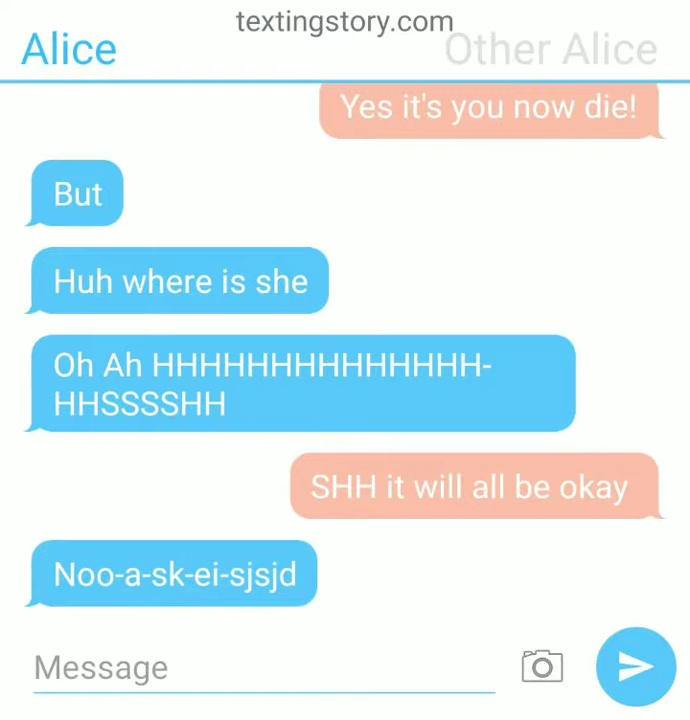 textingstory.com
Alice
Other Alice
Yes it's you now die!
But
Huh where is she
Oh Ah HHHHHHHHHHHHHH-
HHSSSSHH
SHH it will all be okay
Noo-a-sk-ei-sjsjd
Message